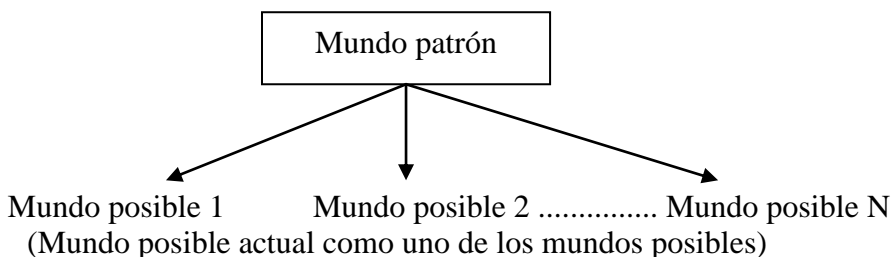 Mundo patrón
Mundo posible 1 Mundo posible 2 ............... Mundo posible N
(Mundo posible actual como uno de los mundos posibles)